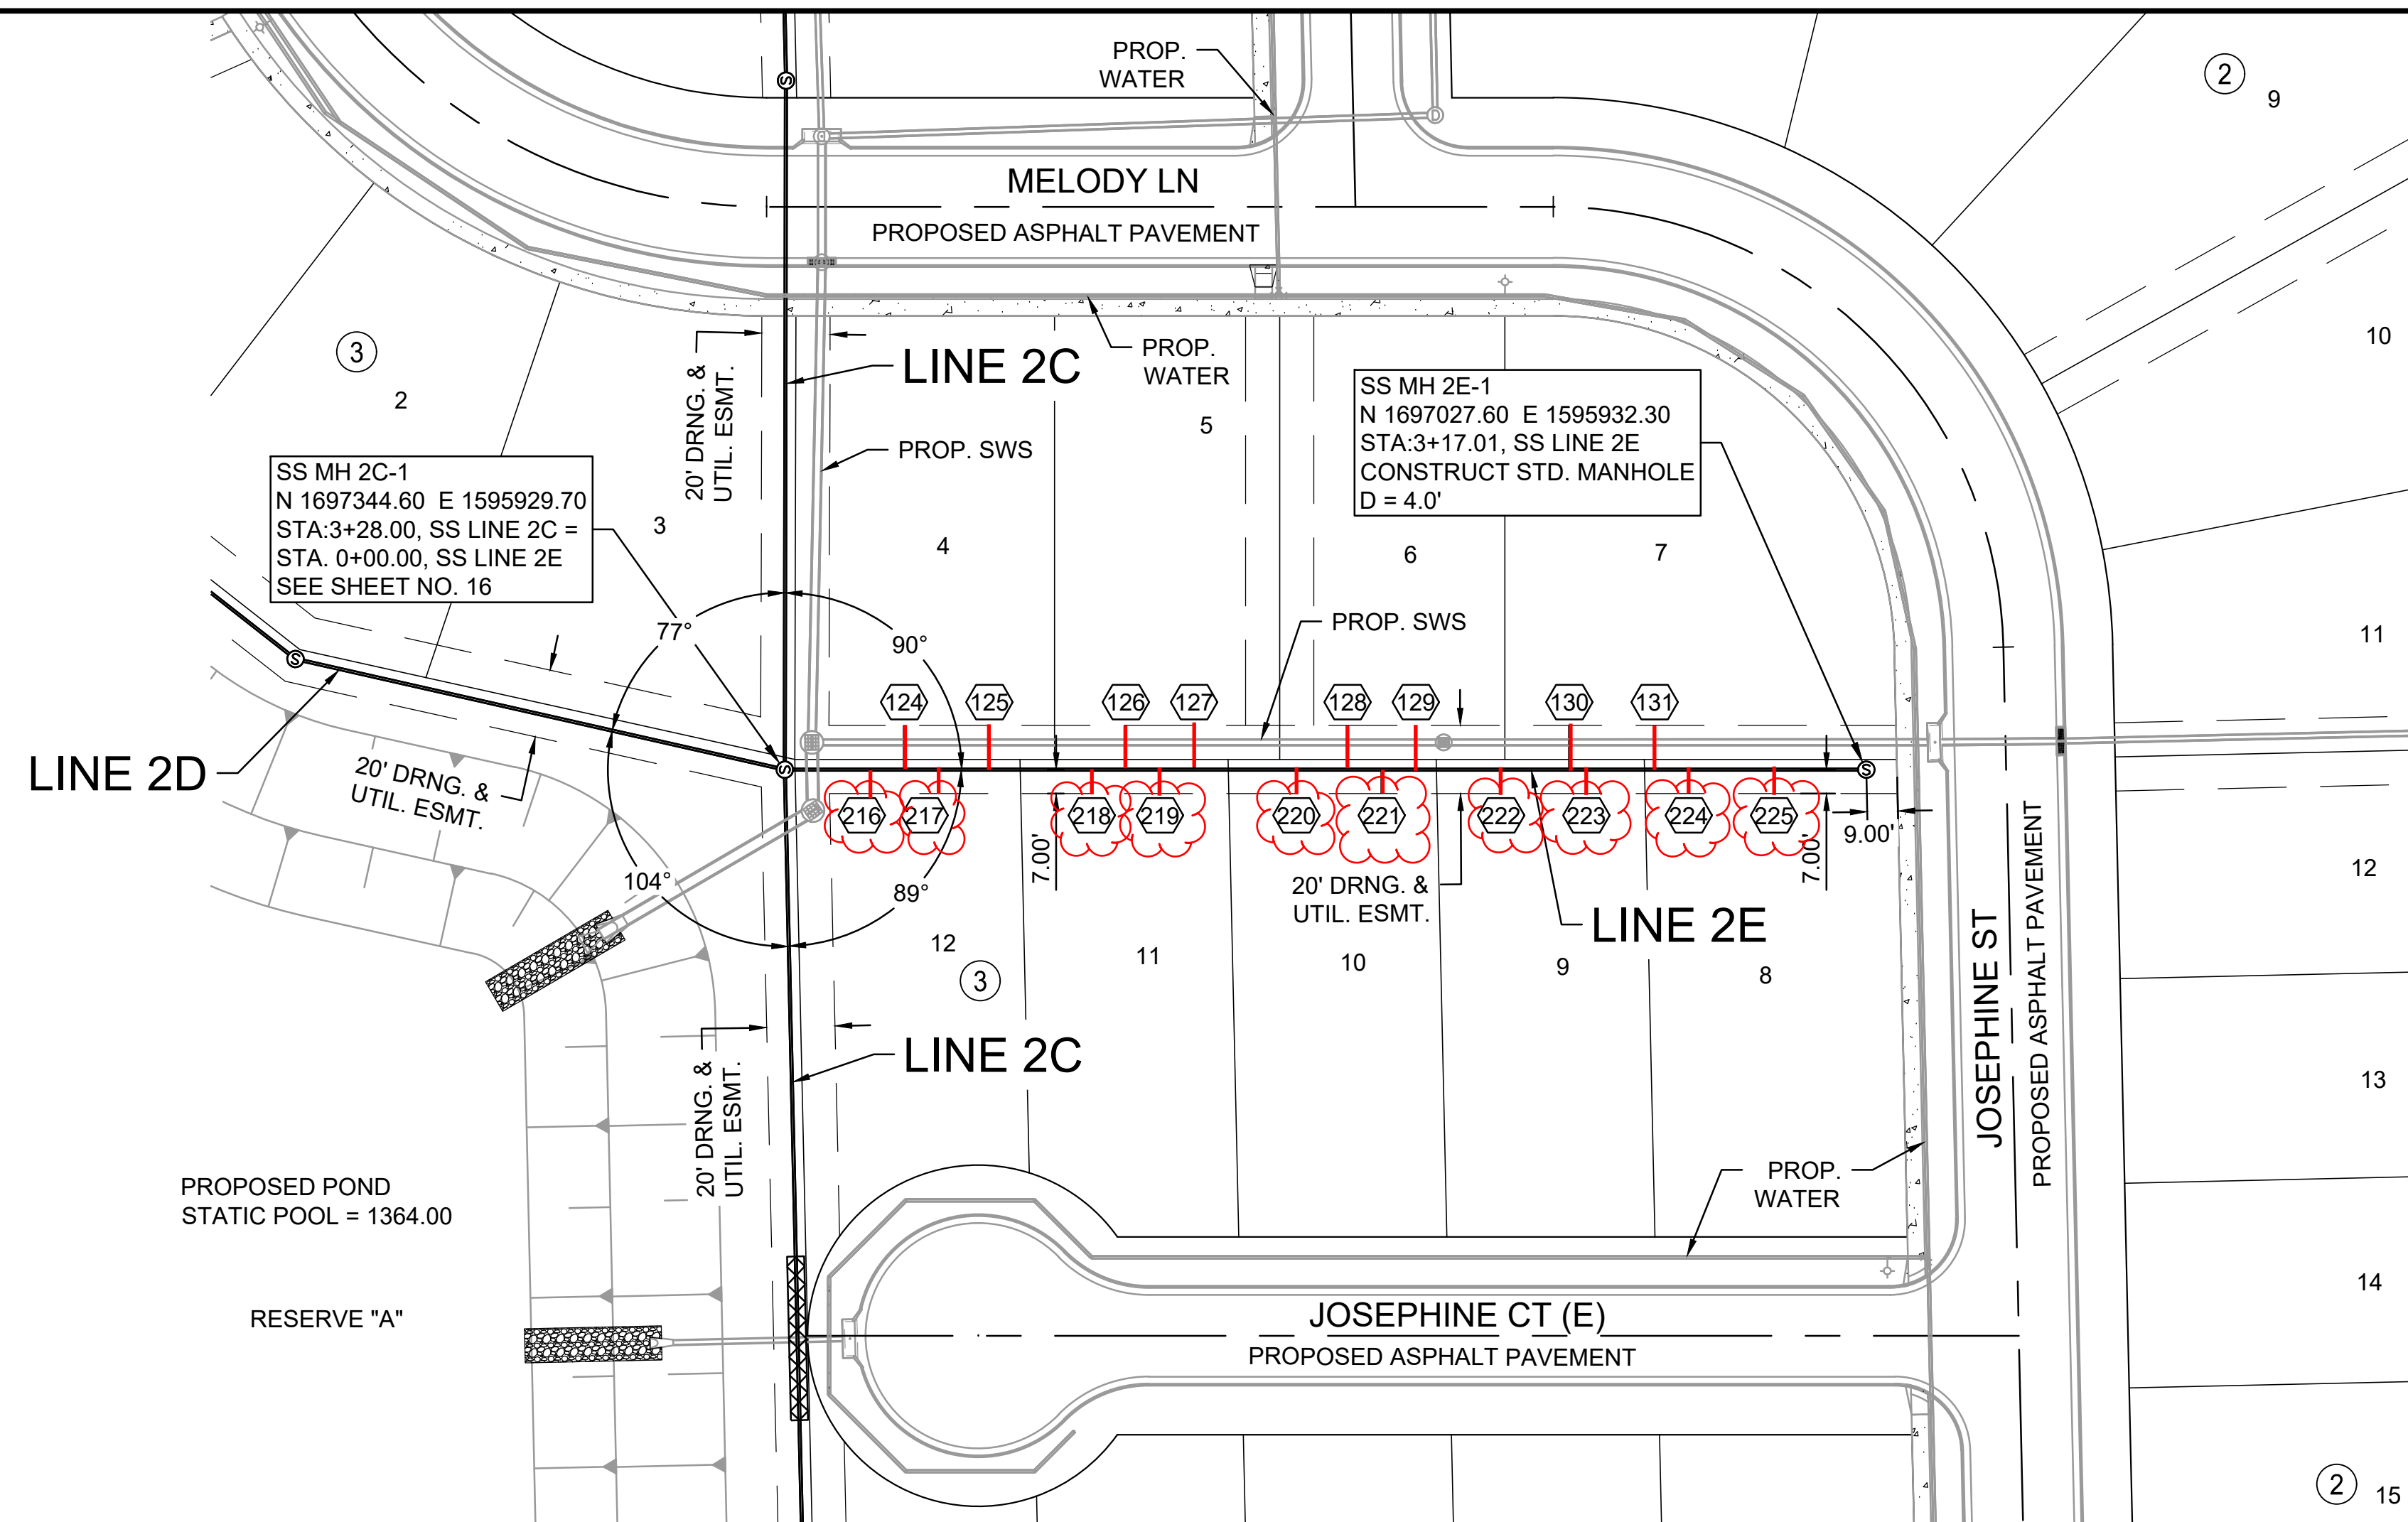 PROP.
WATER
2
9
MELODY LN
PROPOSED ASPHALT PAVEMENT
S
D
3
2
20' DRNG. &
UTIL. ESMT.
LINE 2C
PROP.
WATER
5
10
SS MH 2E-1
N 1697027.60 E 1595932.30
STA:3+17.01, SS LINE 2E
CONSTRUCT STD. MANHOLE
D = 4.0'
PROP. SWS
SS MH 2C-1
N 1697344.60 E 1595929.70
STA:3+28.00, SS LINE 2C =
STA. 0+00.00, SS LINE 2E
SEE SHEET NO. 16
3
4
6
7
77°
90°
PROP. SWS
11
S
124
125
126
127
128
129
130
131
LINE 2D
20' DRNG. &
UTIL. ESMT.
S
S
216
217
218
219
220
221
222
223
224
225
7.00'
7.00'
9.00'
104°
89°
20' DRNG. &
UTIL. ESMT.
12
LINE 2E
12
11
10
9
8
3
JOSEPHINE ST
PROPOSED ASPHALT PAVEMENT
20' DRNG. &
UTIL. ESMT.
LINE 2C
13
PROP.
WATER
PROPOSED POND
STATIC POOL = 1364.00
14
RESERVE "A"
JOSEPHINE CT (E)
PROPOSED ASPHALT PAVEMENT
2
15